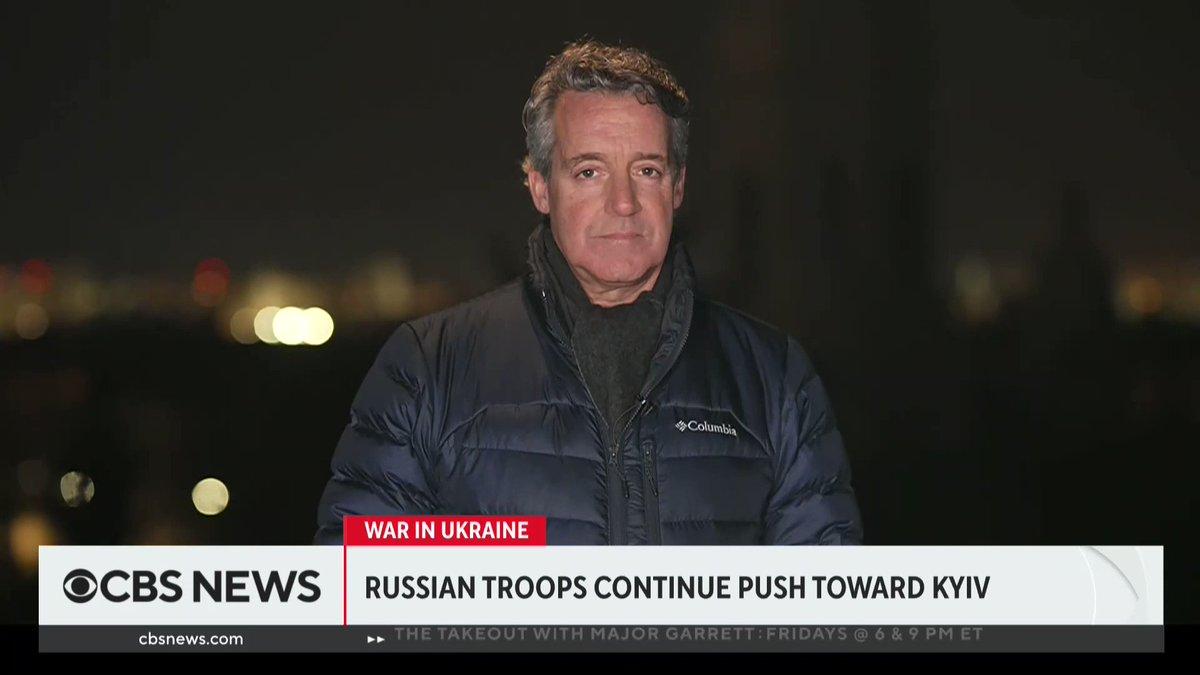 Columbia
WAR IN UKRAINE
CBS NEWS
RUSSIAN TROOPS CONTINUE PUSH TOWARD KYIV
cbsnews.com
THE TAKEOUT WITH MAJOR GARRETT: FRIDAYS @ 6 & 9 PM ET